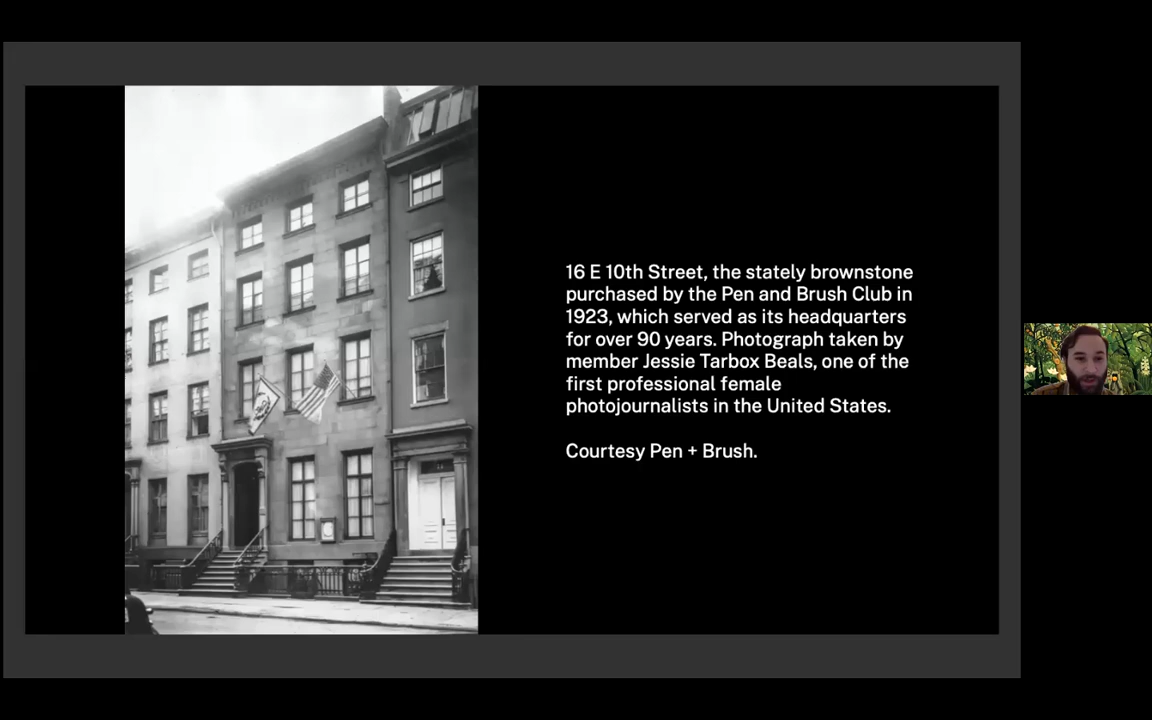 16 E 10th Street, the stately brownstone
purchased by the Pen and Brush Club in
1923, which served as its headquarters
for over 90 years. Photograph taken by
member Jessie Tarbox Beals, one of the
first professional female
photojournalists in the United States.
Courtesy Pen + Brush.